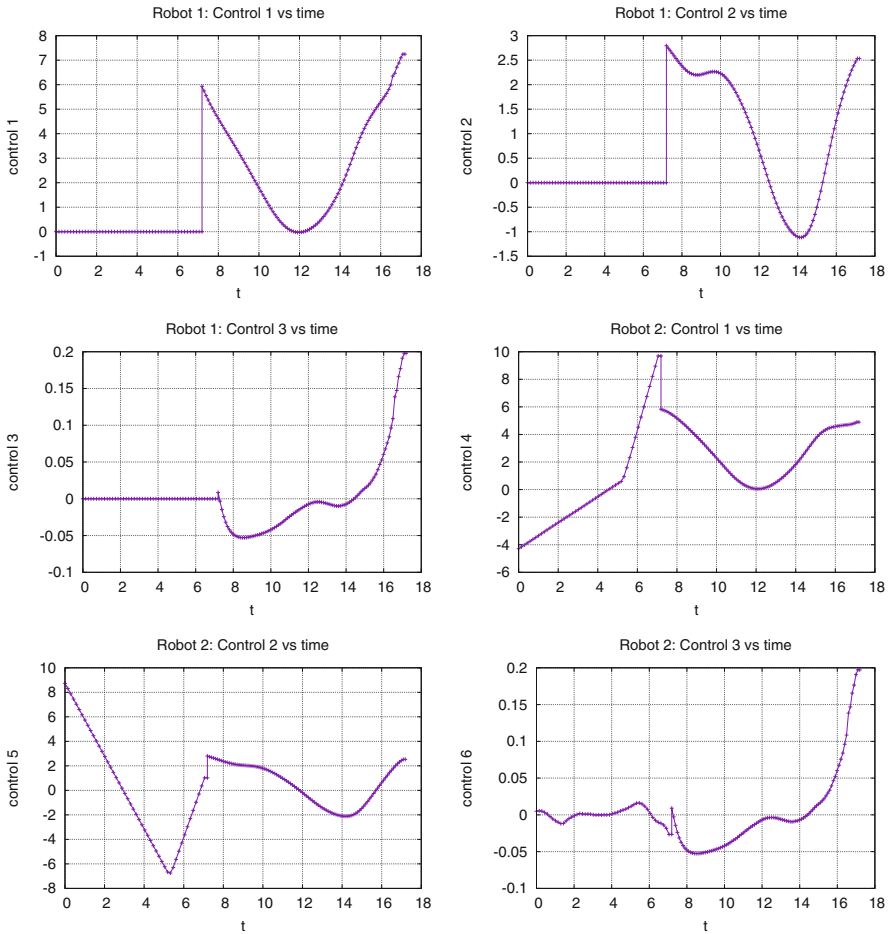 Robot 1: Control 1 vs time
8
7
6
5
4
3
2
1
0
-1
control 1
0 2 4 6 8 10 12 14 16 18
t
Robot 1: Control 2 vs time
3
2.5
2
1.5
1
0.5
0
-0.5
-1
-1.5
control 2
0 2 4 6 8 10 12 14 16 18
t
Robot 1: Control 3 vs time
0.2
0.15
0.1
0.05
0
-0.05
-0.1
control 3
0 2 4 6 8 10 12 14 16 18
t
Robot 2: Control 1 vs time
10
8
6
4
2
0
-2
-4
-6
control 4
0 2 4 6 8 10 12 14 16 18
t
Robot 2: Control 2 vs time
10
8
6
4
2
0
-2
-4
-6
-8
control 5
0 2 4 6 8 10 12 14 16 18
t
Robot 2: Control 3 vs time
0.2
0.15
0.1
0.05
0
-0.05
-0.1
control 6
0 2 4 6 8 10 12 14 16 18
t